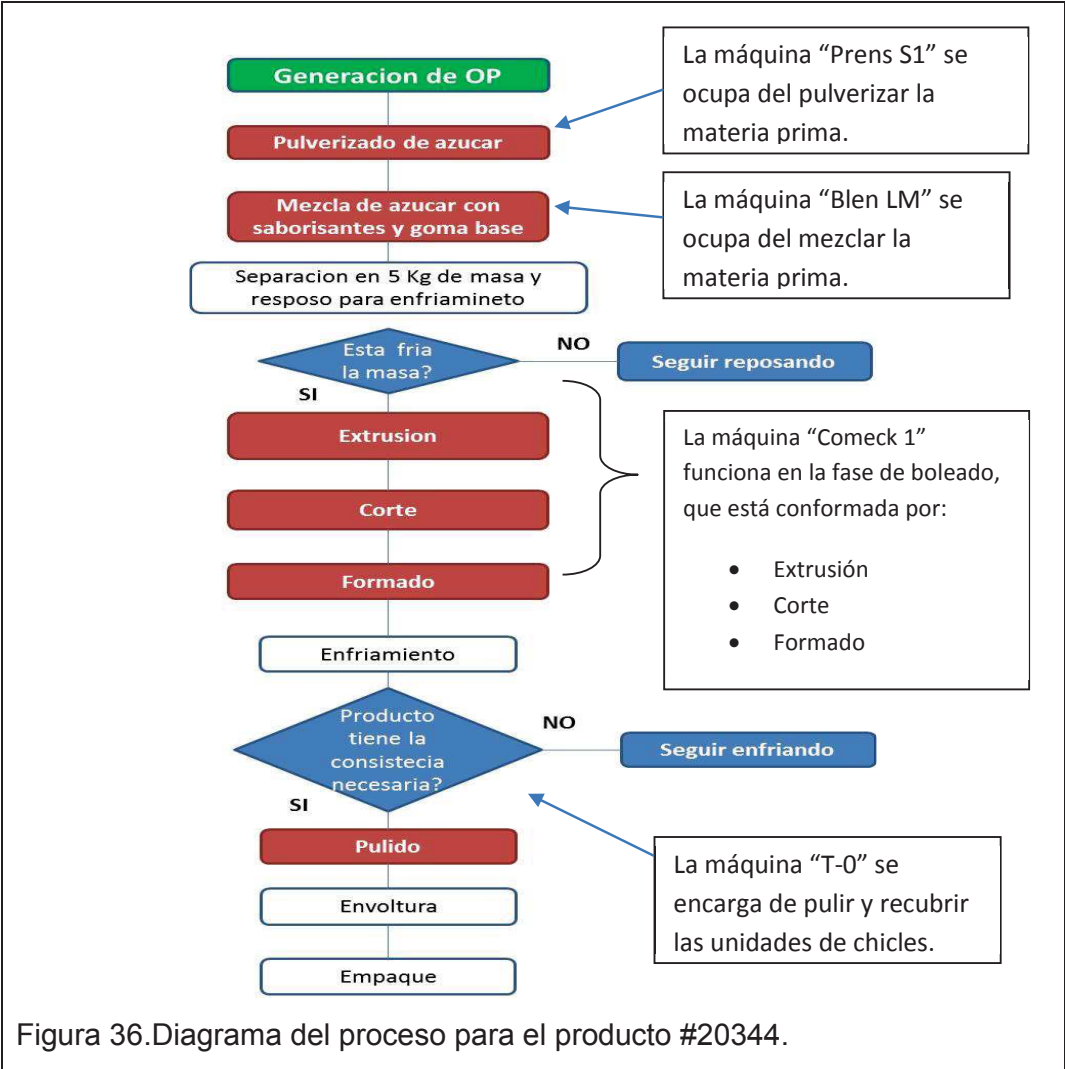 Generacion de OP
La máquina “Prens S1” se
ocupa del pulverizar la
materia prima.
Pulverizado de azucar
Mezcla de azucar con
saborisantes y goma base
La máquina “Blen LM” se
ocupa del mezclar la
materia prima.
Separacion en 5 Kg de masa y
resposo para enfriamineto
Esta fria
la masa?
NO
Seguir reposando
SI
Extrusion
Corte
Formado
La máquina “Comeck 1”
funciona en la fase de boleado,
que está conformada por:
• Extrusión
• Corte
• Formado
Enfriamiento
Producto
tiene la
consistecia
necesaria?
NO
Seguir enfriando
SI
Pulido
La máquina “T-0” se
encarga de pulir y recubrir
las unidades de chicles.
Envoltura
Empaque
Figura 36.Diagrama del proceso para el producto #20344.